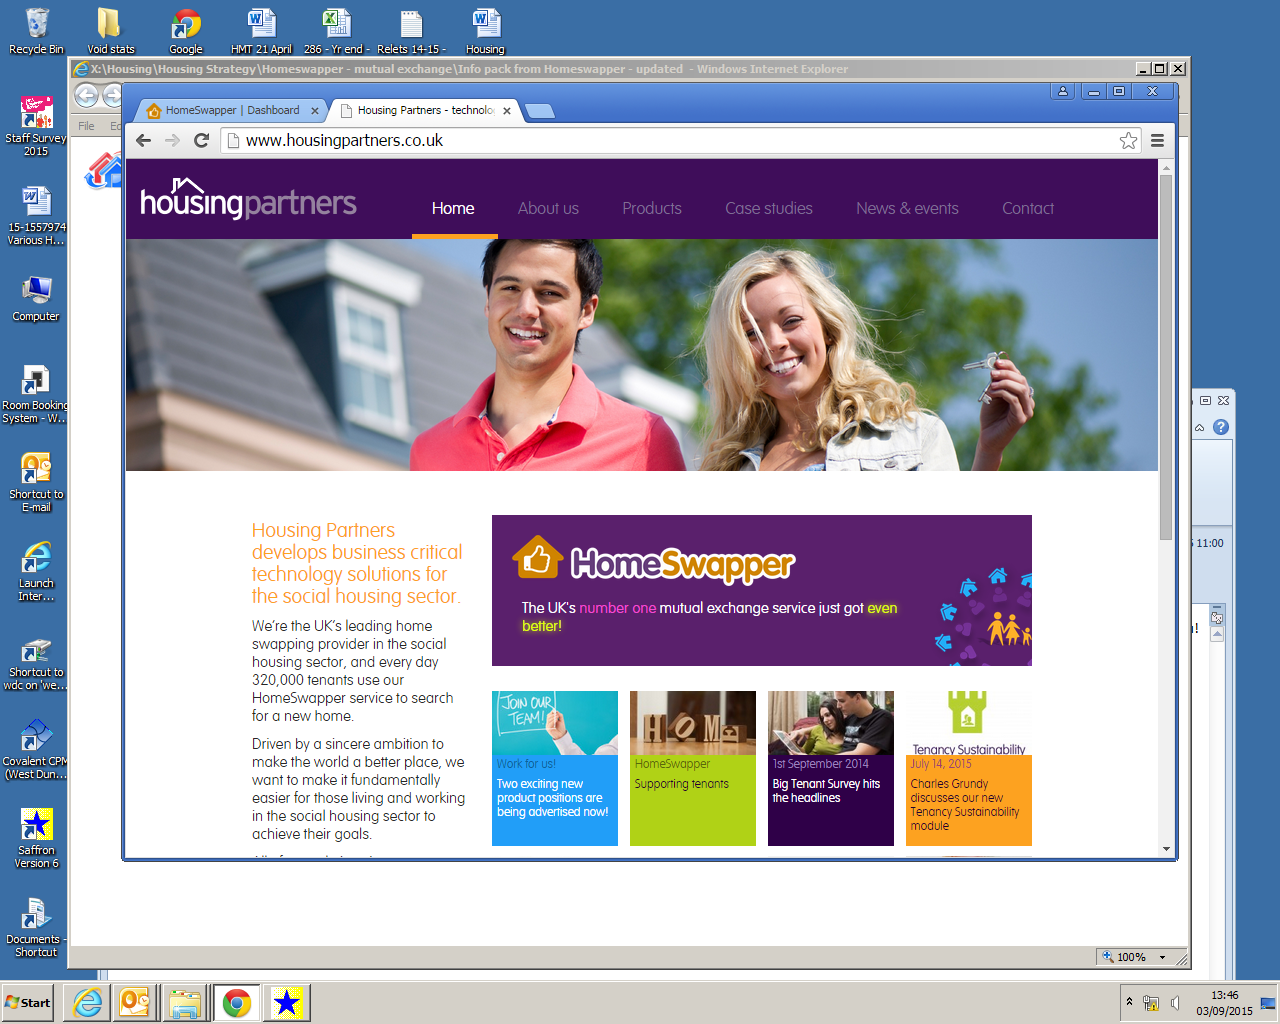 Recycle Bin
Void stats
Google
HMT 21 April
286 - Yr end -
Relets 14-15 -
Housing
X:\Housing\Housing Strategy\Homeswapper - mutual exchange\Info pack from Homeswapper - updated - Windows Internet Explorer
HomeSwapper | Dashboard
Housing Partners - technolo
www.housingpartners.co.uk
File
Staff Survey
2015
15-1557974
Various H...
Computer
Room Booking
System - W...
Shortcut to
E-mail
Launch
Inter...
Shortcut to
wdc on 'we...
Covalent CPM
(West Dun...
Saffron
Version 6
Documents -
Shortcut
housingpartners
Home
About us
Products
Case studies
News & events
Contact
Housing Partners
develops business critical
technology solutions for
the social housing sector.
We're the UK's leading home
swapping provider in the social
housing sector, and every day
320,000 tenants use our
HomeSwapper service to search
for a new home.
Driven by a sincere ambition to
make the world a better place, we
want to make it fundamentally
easier for those living and working
in the social housing sector to
achieve their goals.
HomeSwapper
The UK's number one mutual exchange service just got even
better!
JOIN OUR
TEAM!
Work for us!
Two exciting new
product positions are
being advertised now!
HOME
HomeSwapper
Supporting tenants
1st September 2014
Big Tenant Survey hits
the headlines
Tenancy Sustainability
July 14, 2015
Charles Grundy
discusses our new
Tenancy Sustainability
module
11:00
100%
Start
13:46
03/09/2015